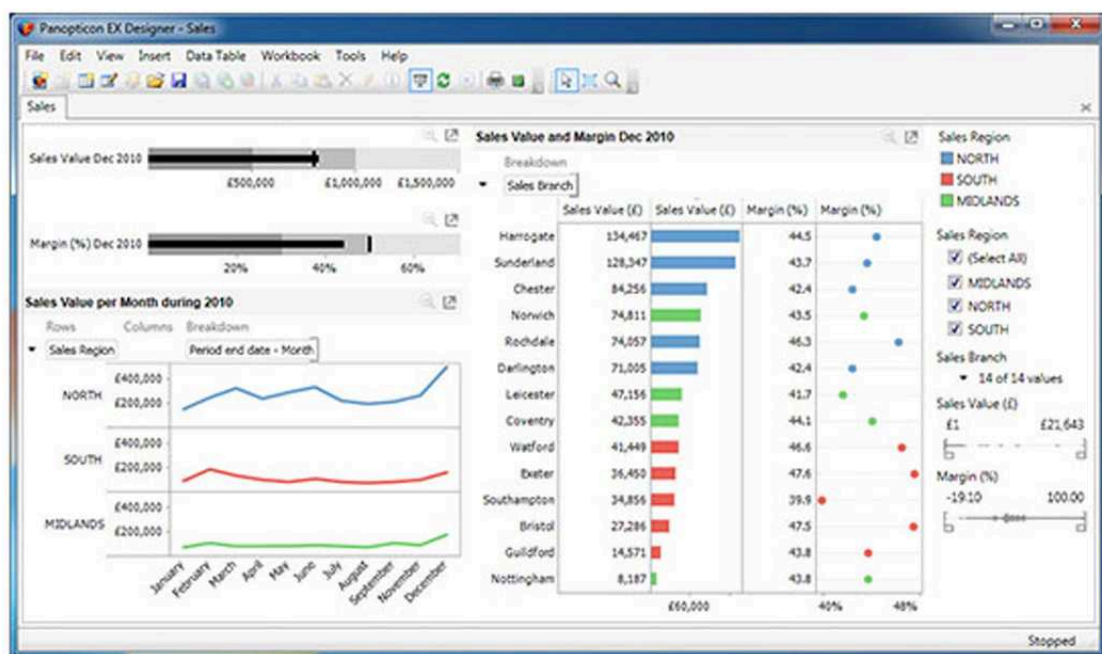 Panopticon EX Designer - Sales
File Edit View Insert Data Table Workbook Tools Help
Sales
Sales Value Dec 2010
£500,000 £1,000,000 £1,500,000
Margin (%) Dec 2010
20% 40% 60%
Sales Value per Month during 2010
Rows Columns Breakdown
Sales Region Period end date - Month
NORTH
£400,000
£200,000
SOUTH
£400,000
£200,000
MIDLANDS
£400,000
£200,000
January February March April May June July August September November December
Sales Value and Margin Dec 2010
Breakdown
Sales Branch
Sales Value (£) Sales Value (£) Margin (%) Margin (%)
Harrogate 134,467 44.5
Sunderland 128,347 43.7
Chester 84,256 42.4
Norwich 74,811 43.5
Rochdale 74,057 46.3
Darlington 71,005 42.4
Leicester 47,156 41.7
Coventry 42,355 44.1
Watford 41,449 46.6
Exeter 36,450 47.6
Southampton 34,856 39.9
Bristol 27,286 47.5
Guildford 14,571 43.8
Nottingham 8,187 43.8
£60,000 40% 48%
Sales Region
NORTH
SOUTH
MIDLANDS
Sales Region
(Select All)
MIDLANDS
NORTH
SOUTH
Sales Branch
14 of 14 values
Sales Value (£)
£1 £21,643
Margin (%)
-19.10 100.00
Stopped